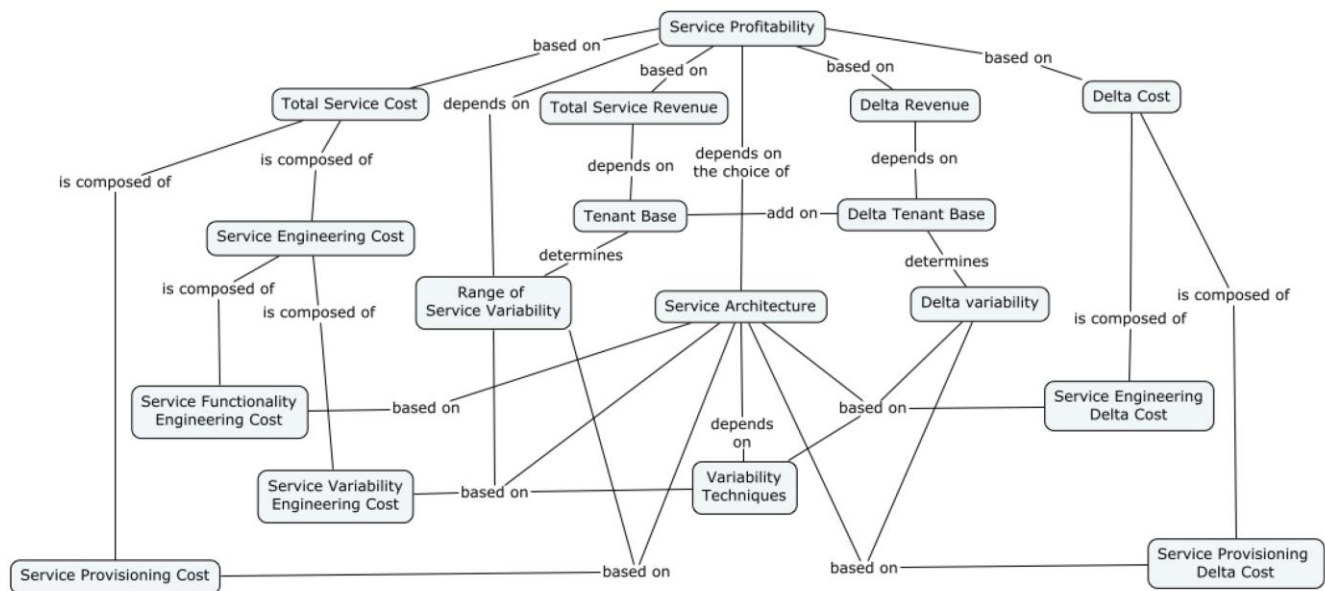 Service Profitability
based on
based on
based on
based on
Total Service Cost
depends on
Total Service Revenue
Delta Revenue
Delta Cost
is composed of
depends on
the choice of
depends on
depends on
is composed of
Tenant Base
add on
Delta Tenant Base
Service Engineering Cost
determines
determines
is composed of
is composed of
Range of
Service Variability
Service Architecture
Delta variability
is composed of
is composed of
Service Functionality
Engineering Cost
based on
based on
Service Engineering
Delta Cost
depends
on
Service Variability
Engineering Cost
based on
Variability
Techniques
Service Provisioning Cost
based on
based on
Service Provisioning
Delta Cost